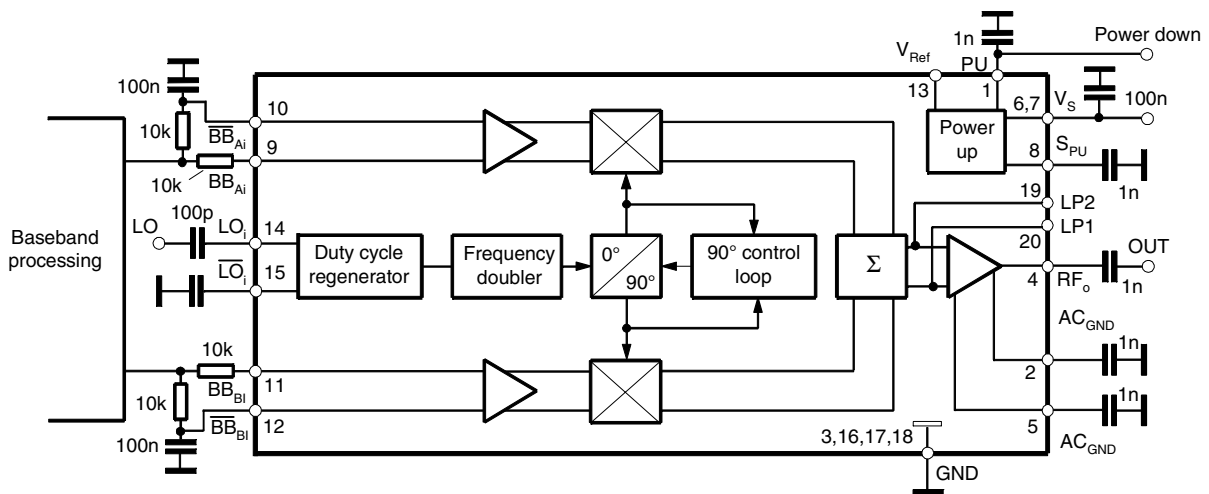 1n
Power down
V_Ref
PU
100n
10
13
1
6,7
V_S
100n
10k
B̅B̅_Ai
9
Power
up
8
S_PU
10k
BB_Ai
1n
19
LP2
100p
LO
LO_i
14
LP1
20
OUT
Baseband
processing
Duty cycle
regenerator
Frequency
doubler
0°
90°
90° control
loop
Σ
L̅O̅_i
15
4
RF_o
1n
AC_GND
1n
10k
BB_BI
11
2
10k
1n
B̅B̅_BI
12
100n
3,16,17,18
5
AC_GND
GND